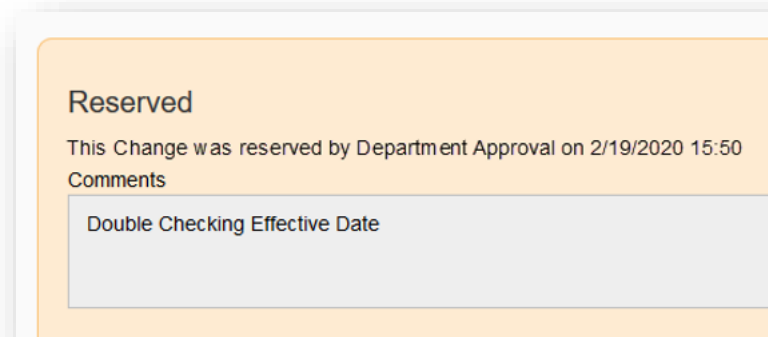 Reserved
This Change was reserved by Department Approval on 2/19/2020 15:50
Comments
Double Checking Effective Date